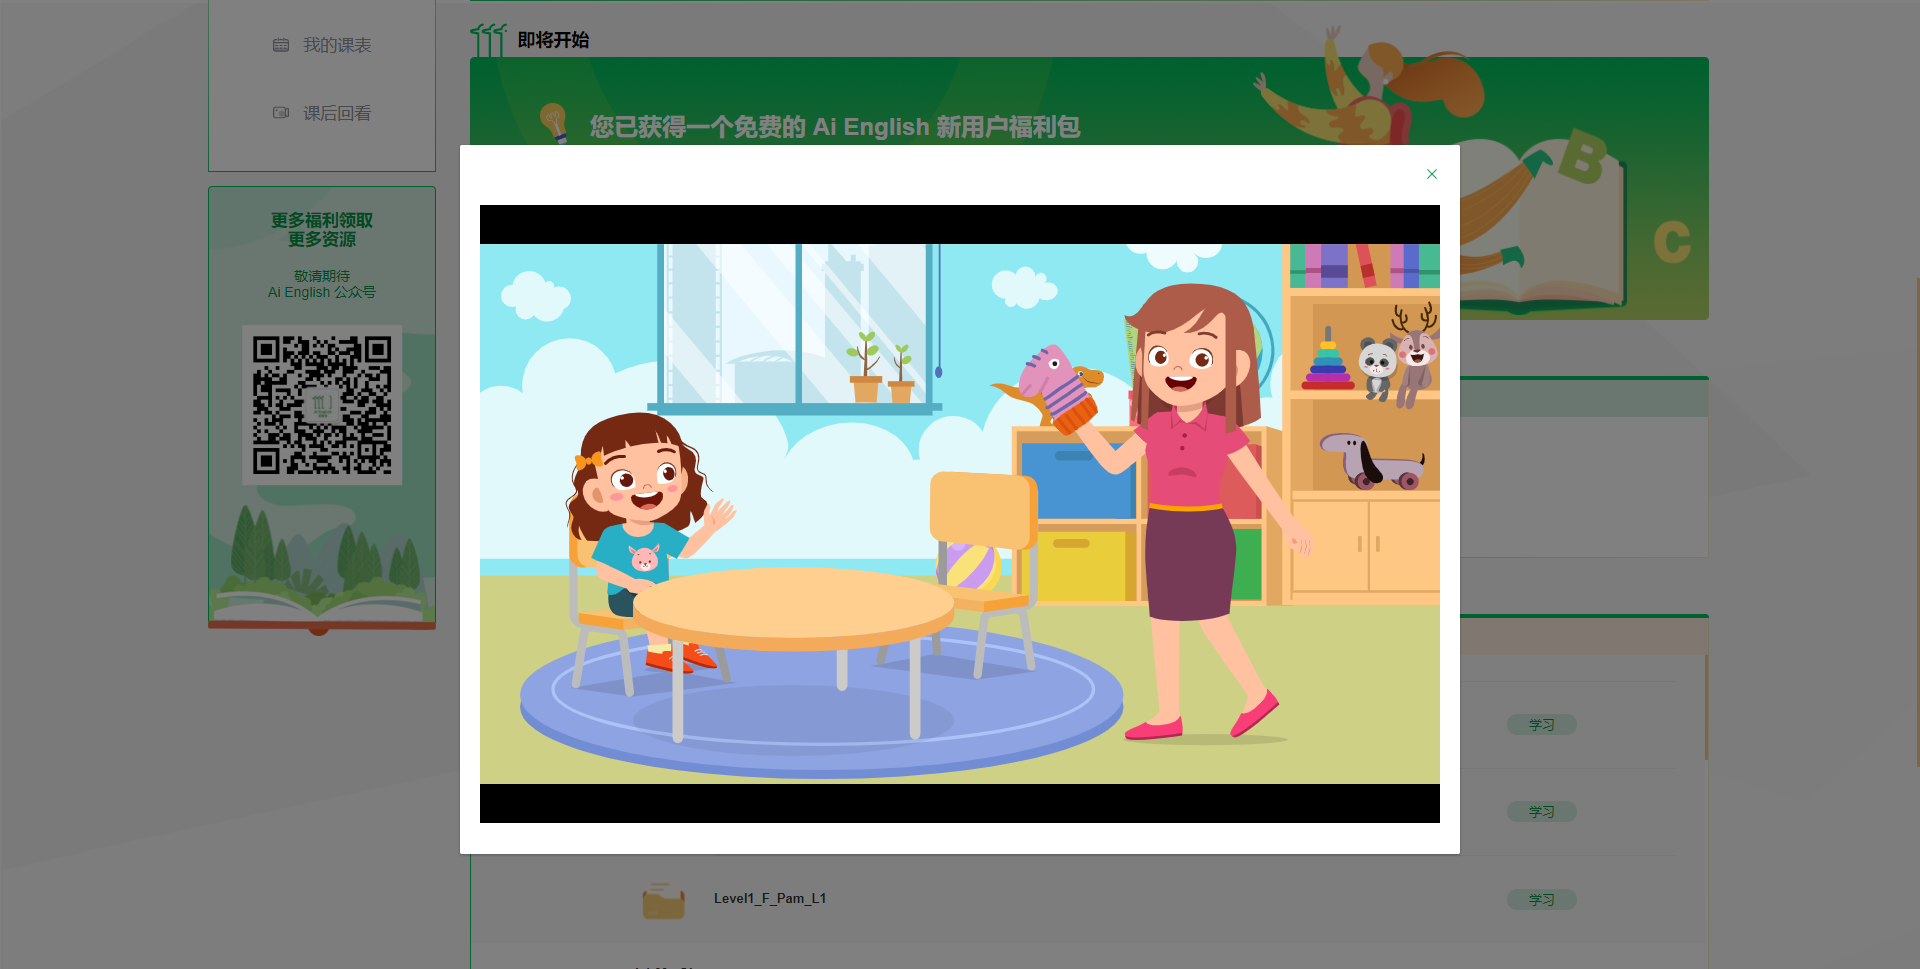 我的课表
课后回看
更多福利领取
更多资源
敬请期待
Ai English 公众号
即将开始
您已获得一个免费的 Ai English 新用户福利包
B
C
学习
学习
Level1_F_Pam_L1
学习